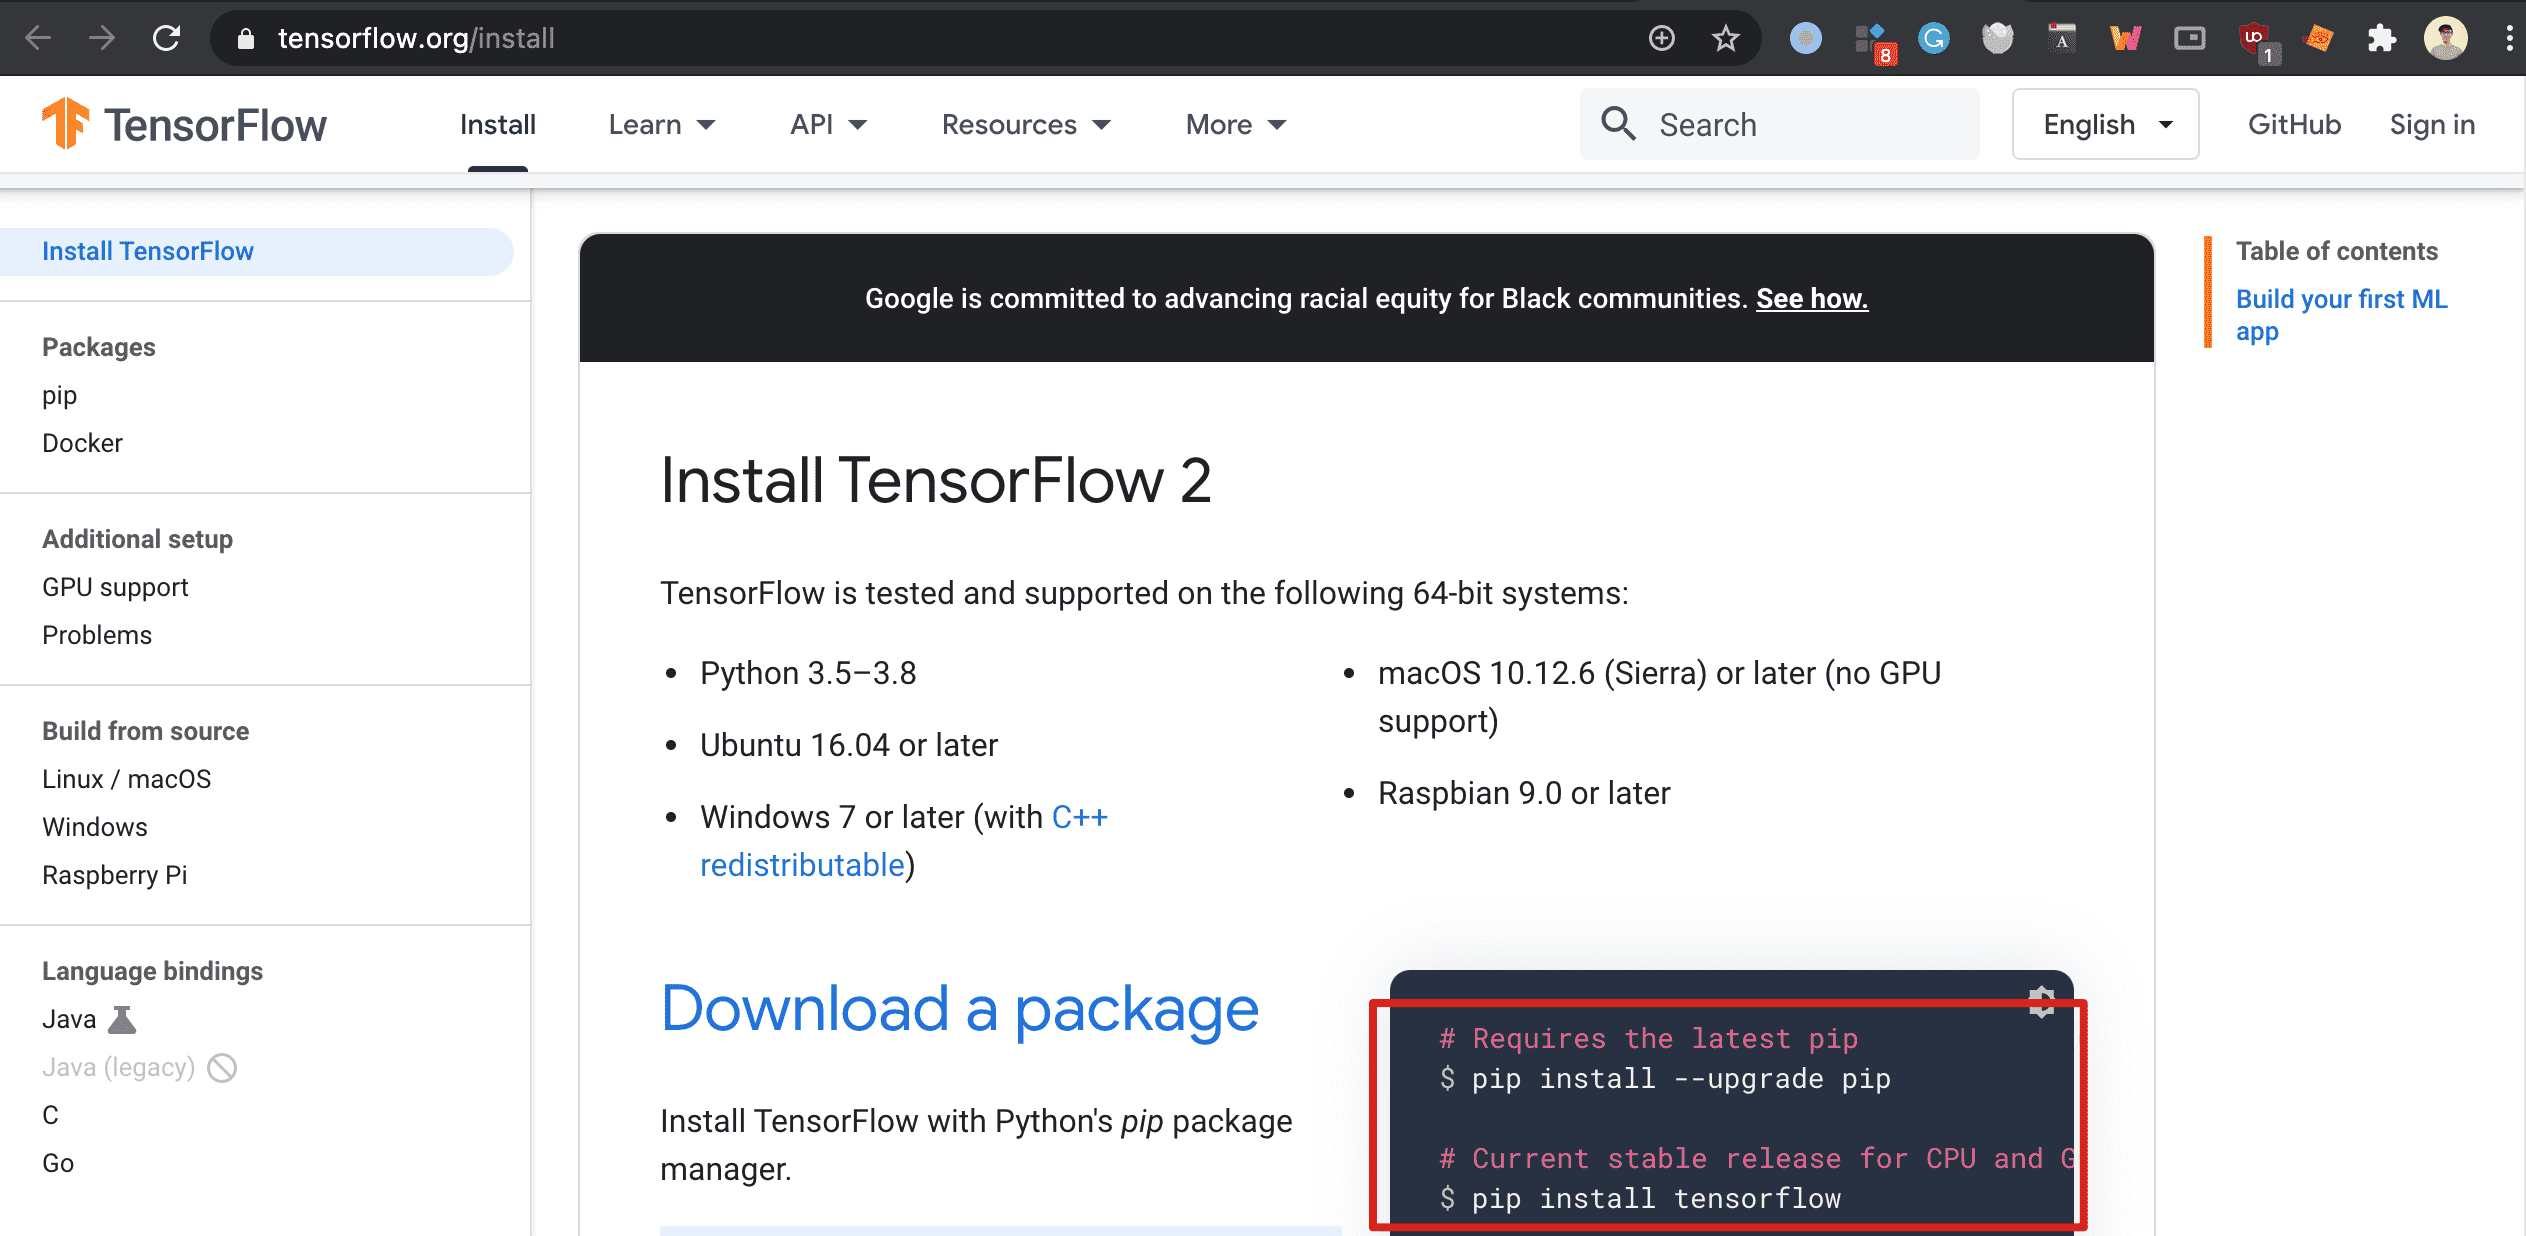 tensorflow.org/install
8
A
UD
1
TensorFlow
Install
Learn
API
Resources
More
Search
English
GitHub
Sign in
Install TensorFlow
Packages
pip
Docker
Additional setup
GPU support
Problems
Build from source
Linux / macOS
Windows
Raspberry Pi
Language bindings
Java
Java (legacy)
C
Go
Google is committed to advancing racial equity for Black communities. See how.
Install TensorFlow 2
TensorFlow is tested and supported on the following 64-bit systems:
• Python 3.5–3.8
• Ubuntu 16.04 or later
• Windows 7 or later (with C++
redistributable)
• macOS 10.12.6 (Sierra) or later (no GPU
support)
• Raspbian 9.0 or later
Download a package
Install TensorFlow with Python's pip package
manager.
# Requires the latest pip
$ pip install --upgrade pip
# Current stable release for CPU and G
$ pip install tensorflow
Table of contents
Build your first ML
app